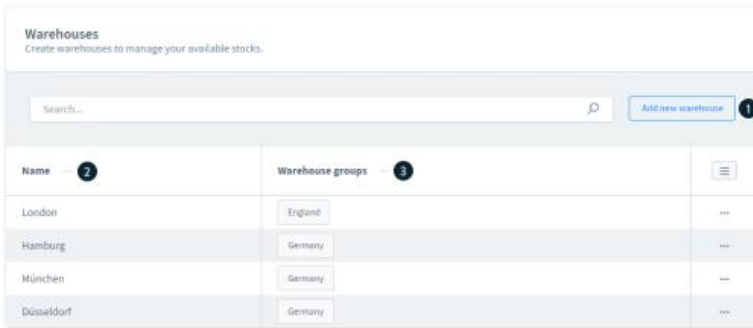 Warehouses
Create warehouses to manage your available stocks.
Search...
Add new warehouse
1
Name 2 Warehouse groups 3
London England ...
Hamburg Germany ...
München Germany ...
Düsseldorf Germany ...